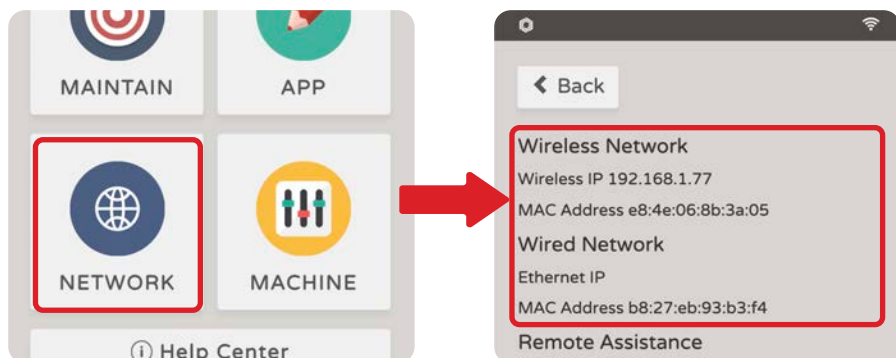 MAINTAIN
APP
NETWORK
MACHINE
Help Center
Back
Wireless Network
Wireless IP 192.168.1.77
MAC Address e8:4e:06:8b:3a:05
Wired Network
Ethernet IP
MAC Address b8:27:eb:93:b3:f4
Remote Assistance